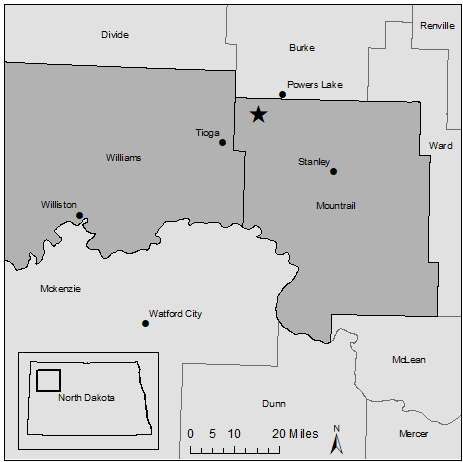 Renville
Divide
Burke
Powers Lake
Tioga
Ward
Williams
Stanley
Williston
Mountrail
Mckenzie
Watford City
McLean
North Dakota
Dunn
Mercer
N
0 5 10 20 Miles